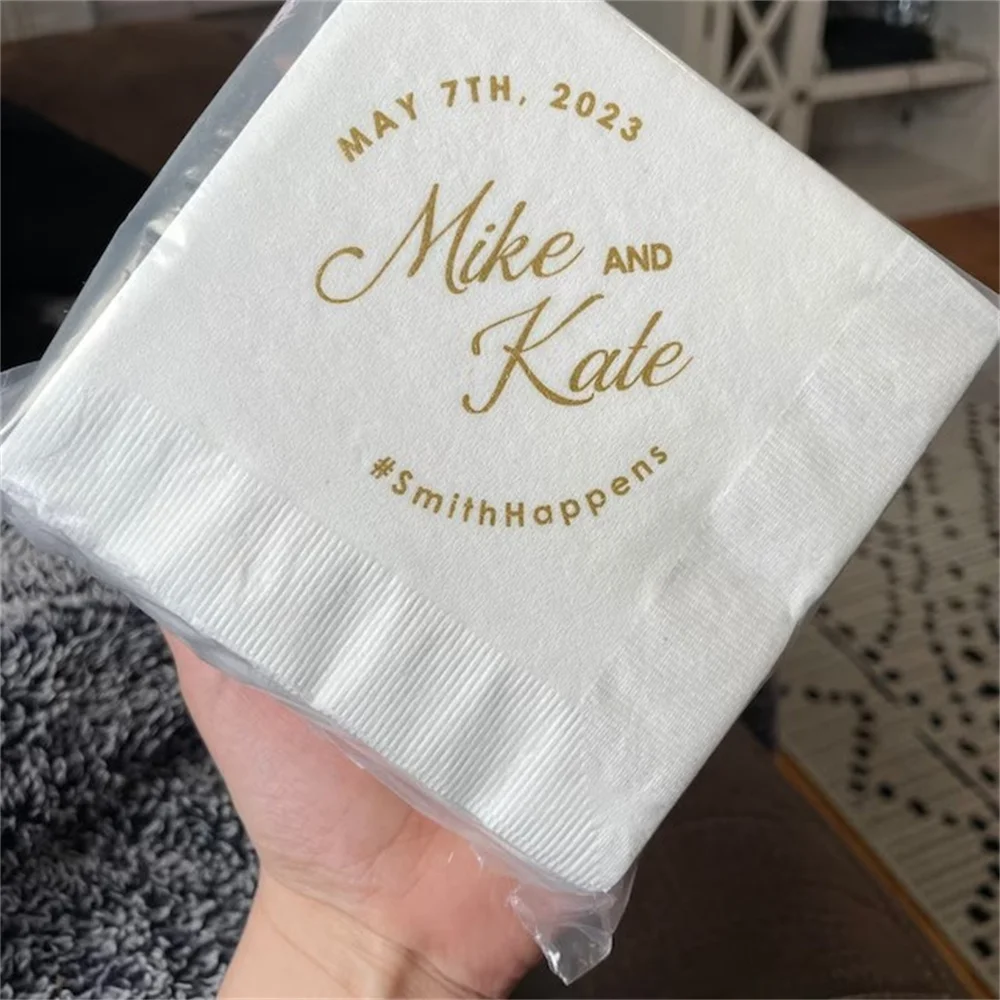 MAY 7TH, 2023
Mike AND
Kate
#SmithHappens